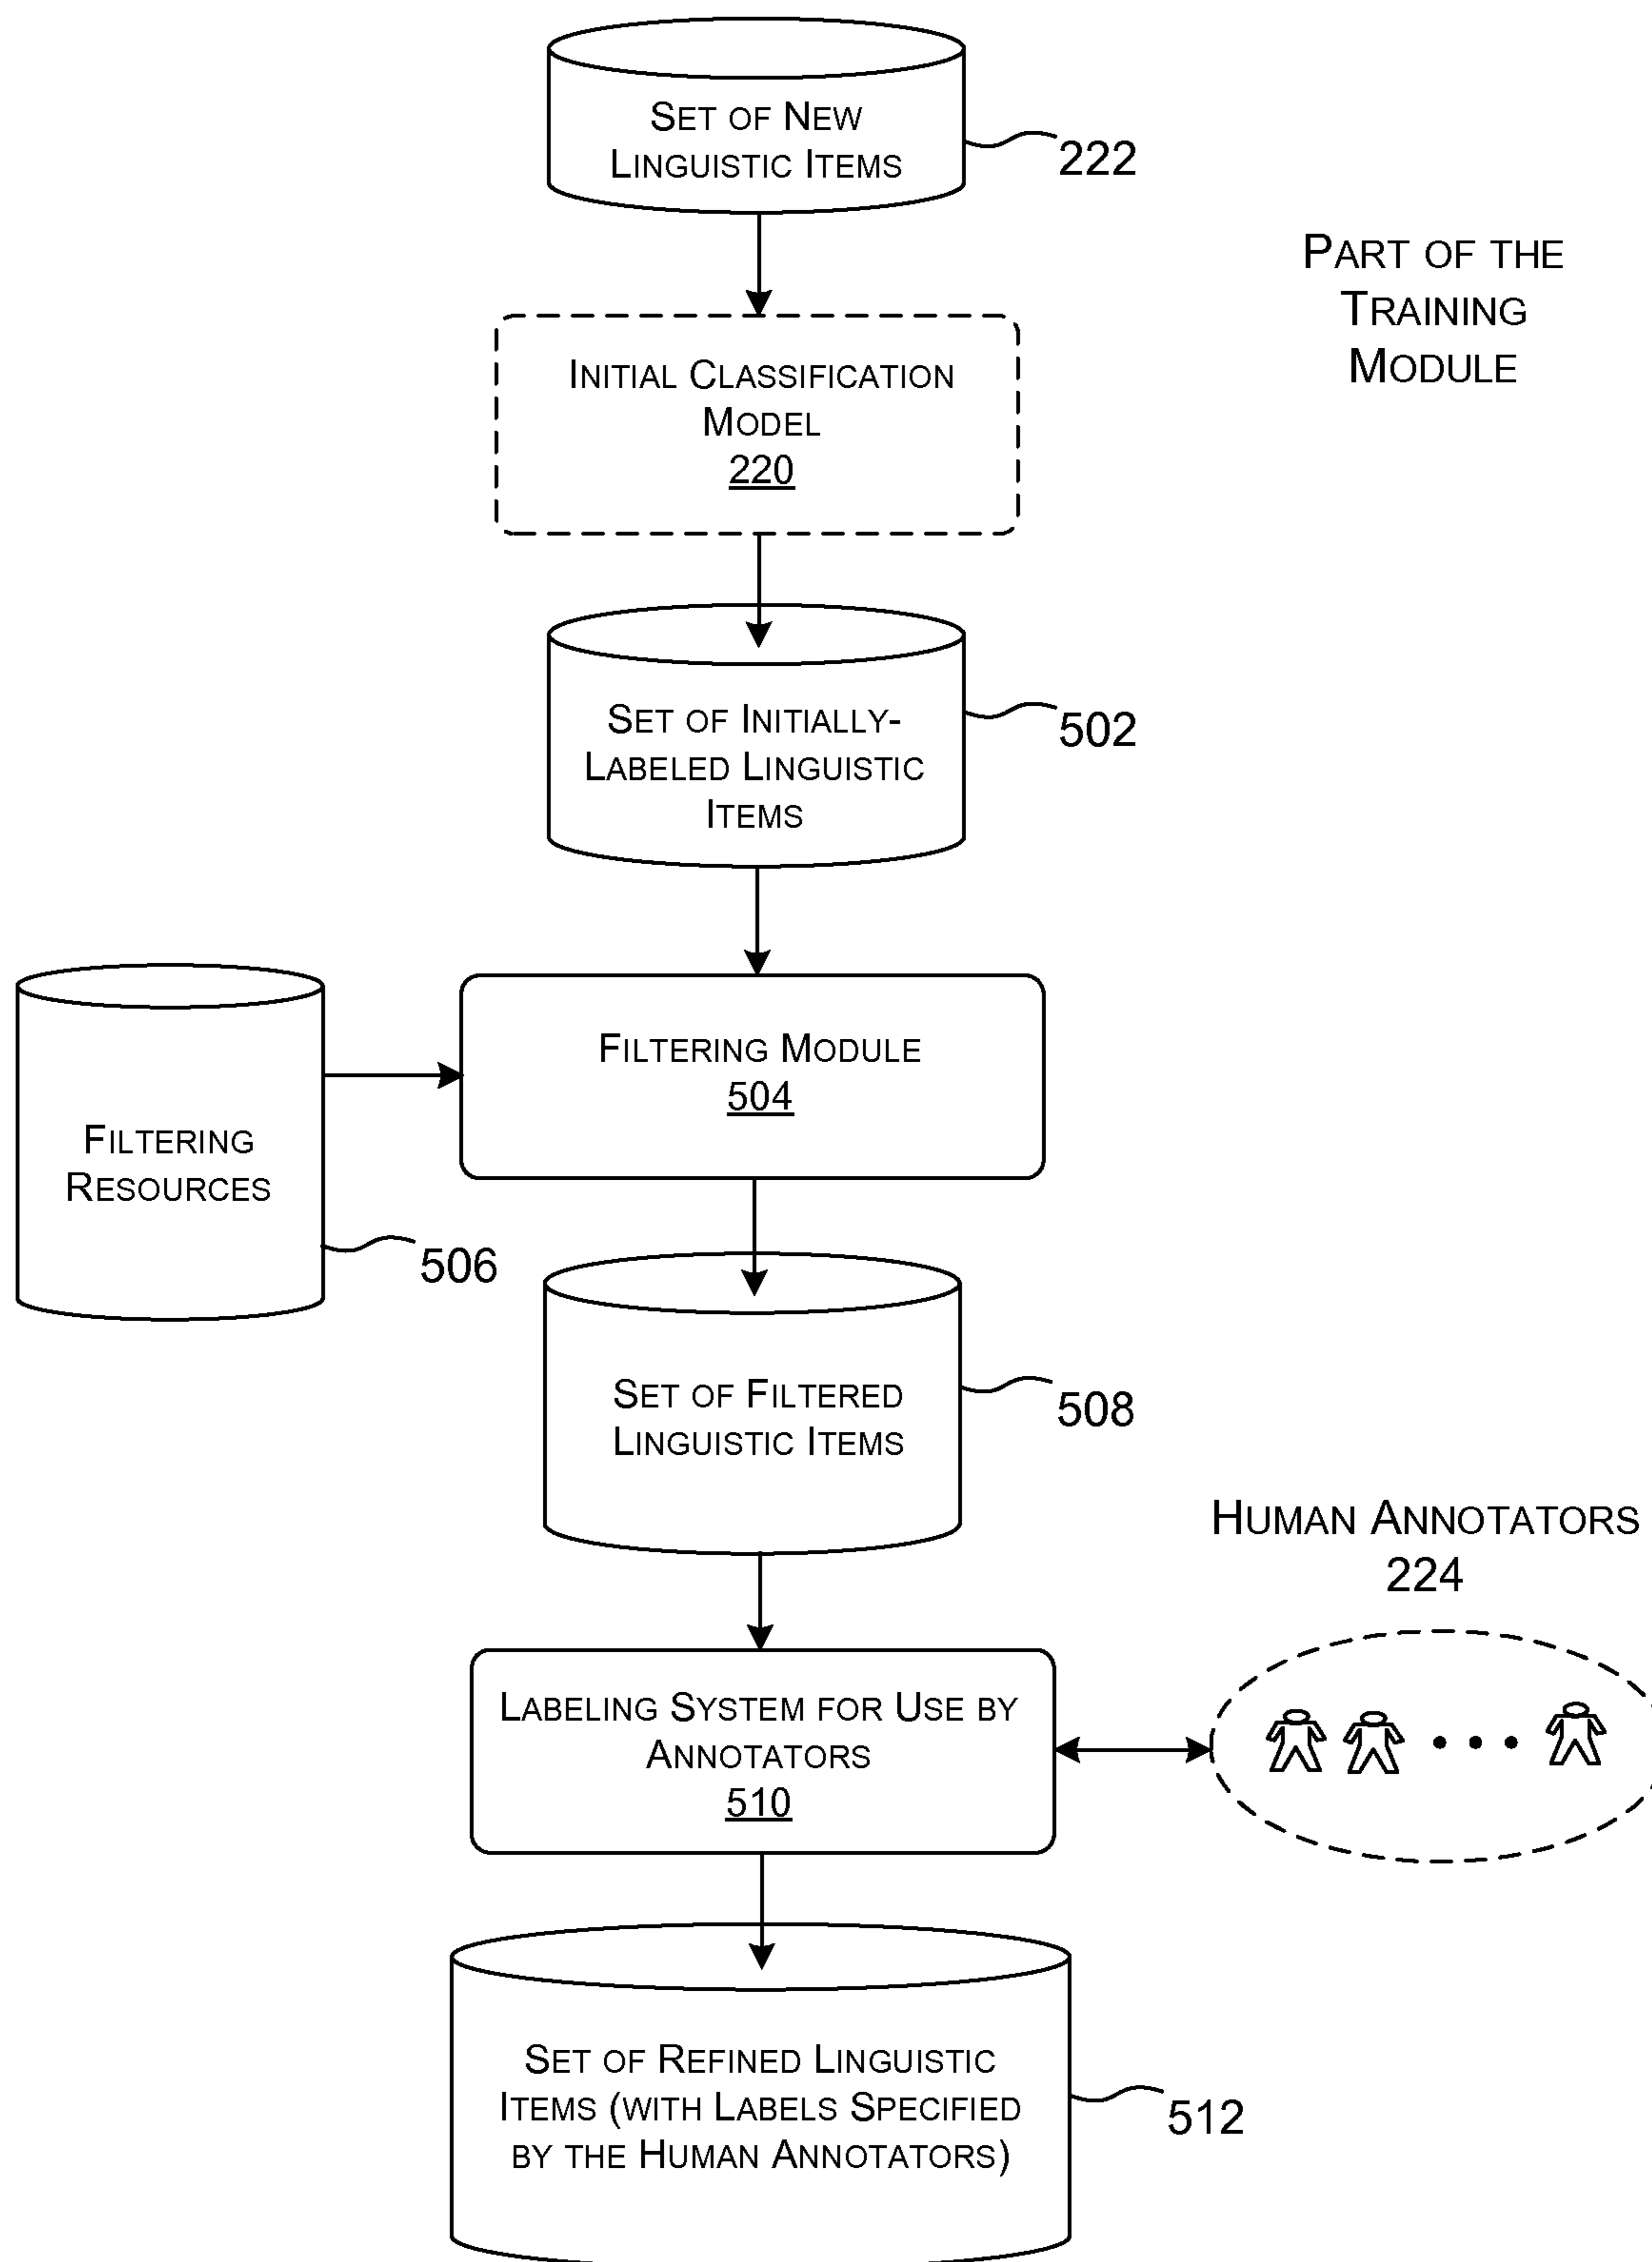 Set of New
Linguistic Items
222
Part of the
Training
Module
Initial Classification
Model
220
Set of Initially-
Labeled Linguistic
Items
502
Filtering Module
504
Filtering
Resources
506
Set of Filtered
Linguistic Items
508
Human Annotators
224
Labeling System for Use by
Annotators
510
Set of Refined Linguistic
Items (with Labels Specified
by the Human Annotators)
512